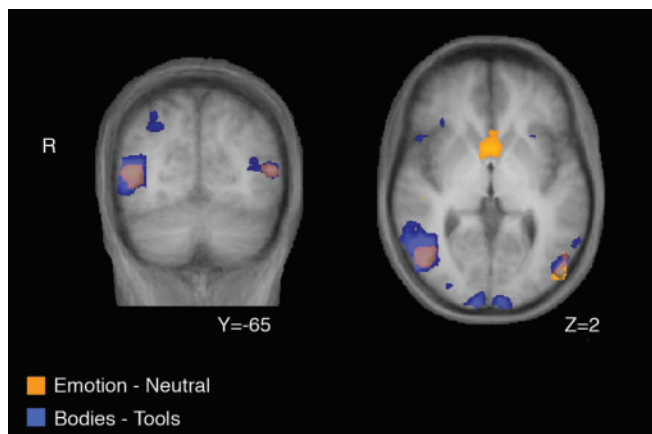 R
Y=-65
Z=2
Emotion - Neutral
Bodies - Tools